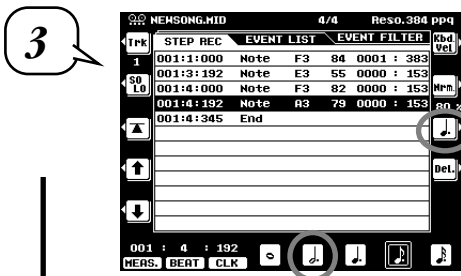 3
NEWSONG.MID 4/4 Reso.384 ppq
Trk STEP REC EVENT LIST EVENT FILTER Kbd. Vel
1 001:1:000 Note F3 84 0001 : 383
001:3:192 Note E3 55 0000 : 153
SO LO 001:4:000 Note F3 82 0000 : 153 Nrm.
001:4:192 Note A3 79 0000 : 153 80 %
001:4:345 End
Del.
001 : 4 : 192
MEAS. BEAT CLK